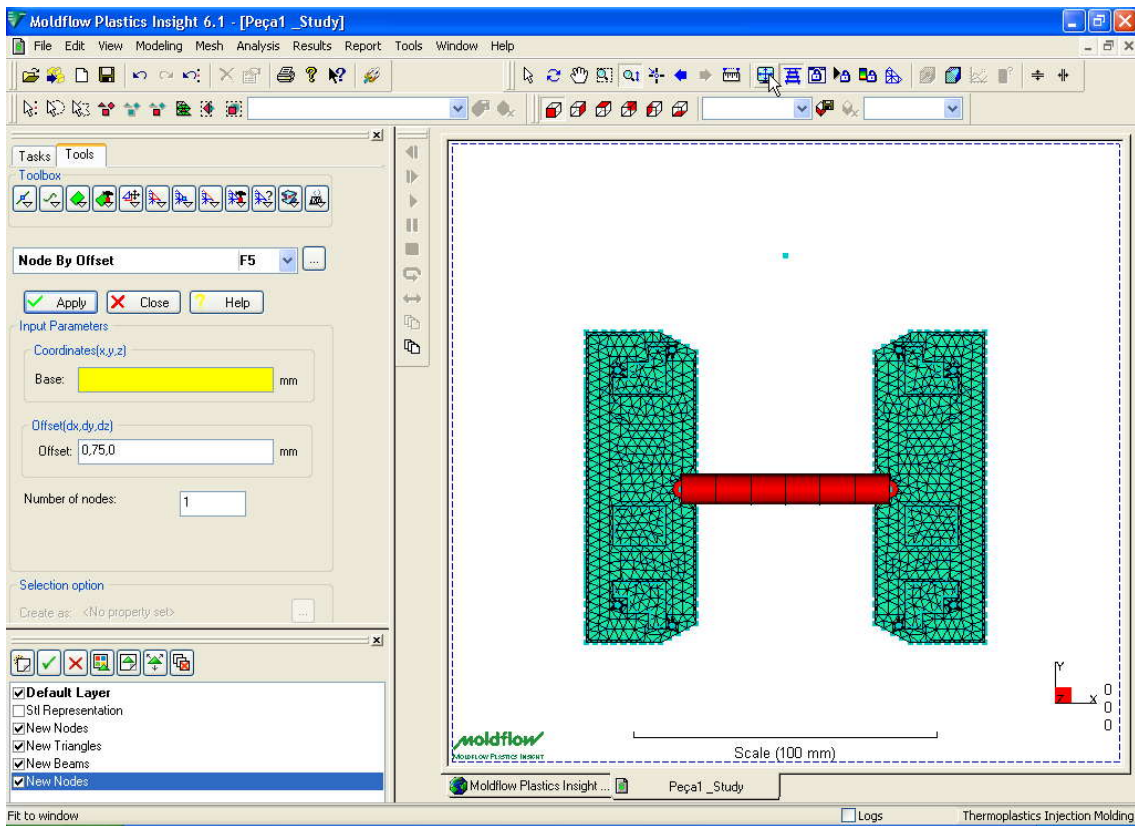 Moldflow Plastics Insight 6.1 - [Peça1 _Study]
File Edit View Modeling Mesh Analysis Results Report Tools Window Help
Tasks Tools
Toolbox
Node By Offset F5 ...
Apply Close ? Help
Input Parameters
Coordinates(x,y,z)
Base: mm
Offset(dx,dy,dz)
Offset: 0,75,0 mm
Number of nodes: 1
Selection option
Create as: <No property set> ...
Default Layer
Stl Representation
New Nodes
New Triangles
New Beams
New Nodes
Y
Z X 0
0
0
moldflow
MOLDFLOW PLASTICS INSIGHT
Scale (100 mm)
Moldflow Plastics Insight ... Peça1 _Study
Fit to window Logs Thermoplastics Injection Molding